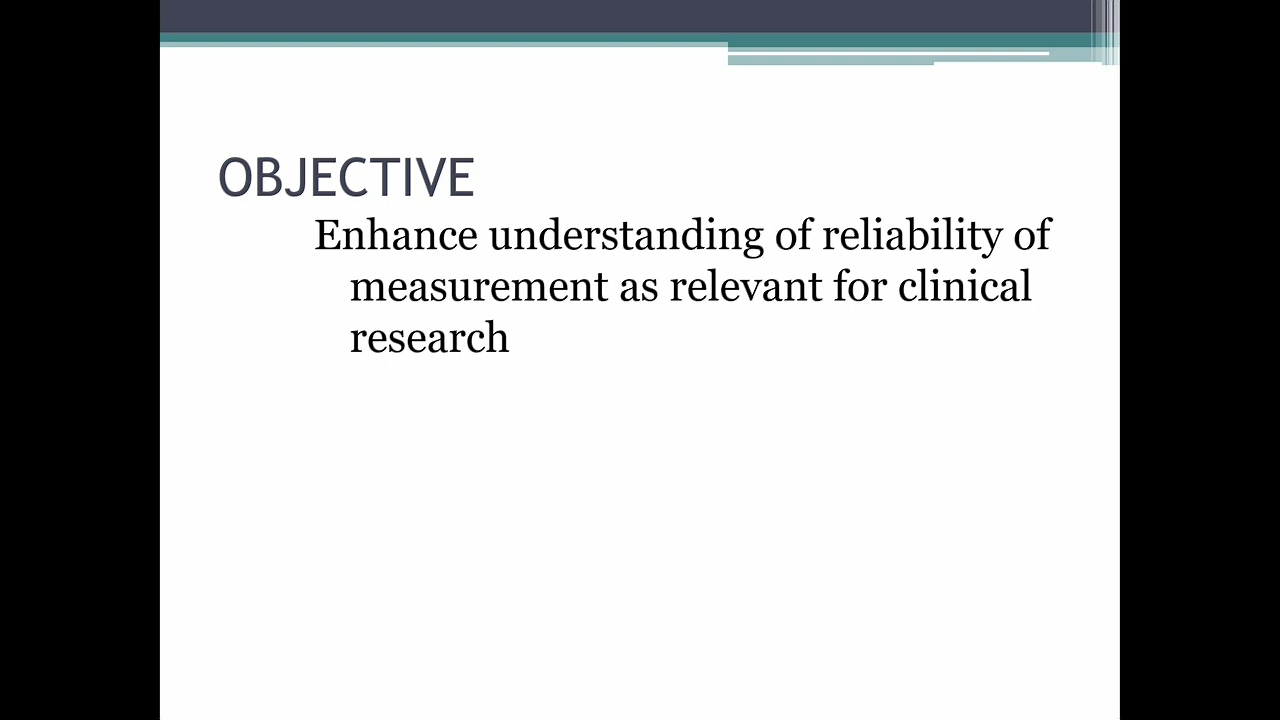 OBJECTIVE
Enhance understanding of reliability of
measurement as relevant for clinical
research